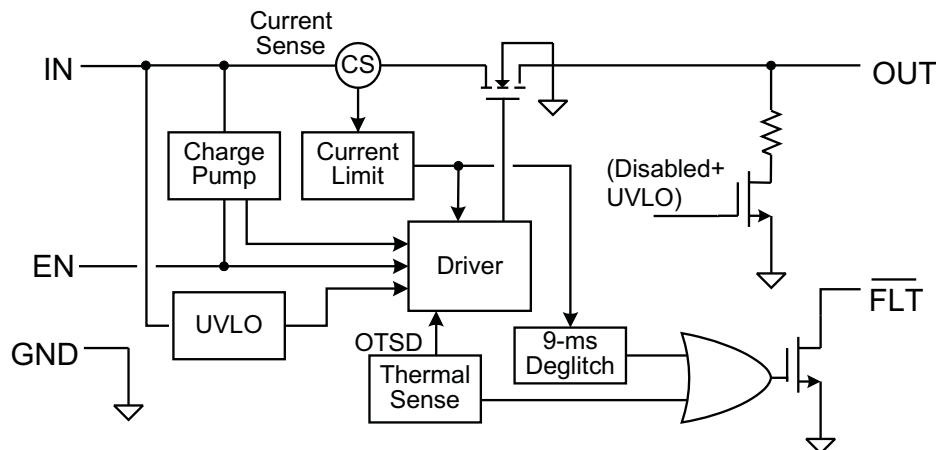 Current
Sense
IN
CS
OUT
Charge
Pump
Current
Limit
(Disabled+
UVLO)
EN
Driver
FLT
UVLO
GND
OTSD
9-ms
Deglitch
Thermal
Sense